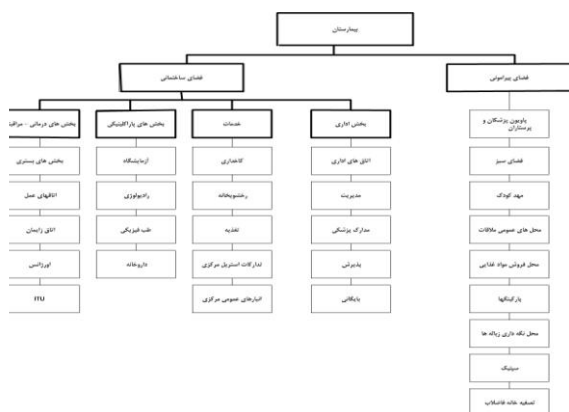 بیمارستان
فضای پیرامونی
فضای ساختمانی
پاویون پزشکان و
پرستاران
بخش اداری
خدمات
بخش های پاراکلینیکی
بخش های درمانی - مراقبتی
فضای سبز
اتاق های اداری
کاخداری
آزمایشگاه
بخش های بستری
مهد کودک
مدیریت
رختشویخانه
رادیولوژی
اتاقهای عمل
محل های عمومی ملاقات
مدارک پزشکی
تغذیه
طب فیزیکی
اتاق زایمان
محل فروش مواد غذایی
پذیرش
تدارکات استریل مرکزی
داروخانه
اورژانس
پارکینگها
بایگانی
انبارهای عمومی مرکزی
ITU
محل نگه داری زباله ها
سپتیک
تصفیه خانه فاضلاب